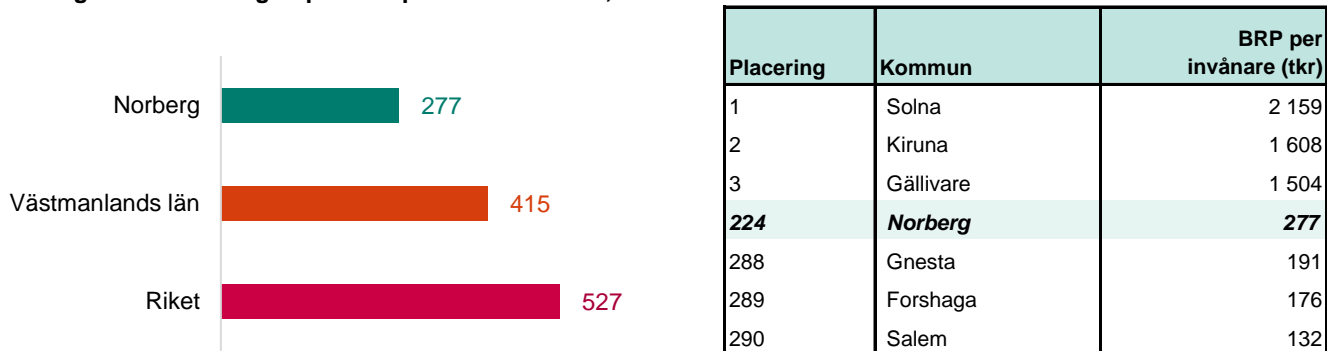 Norberg 277
Västmanlands län 415
Riket 527
Placering Kommun BRP per invånare (tkr)
1 Solna 2 159
2 Kiruna 1 608
3 Gällivare 1 504
224 Norberg 277
288 Gnesta 191
289 Forshaga 176
290 Salem 132